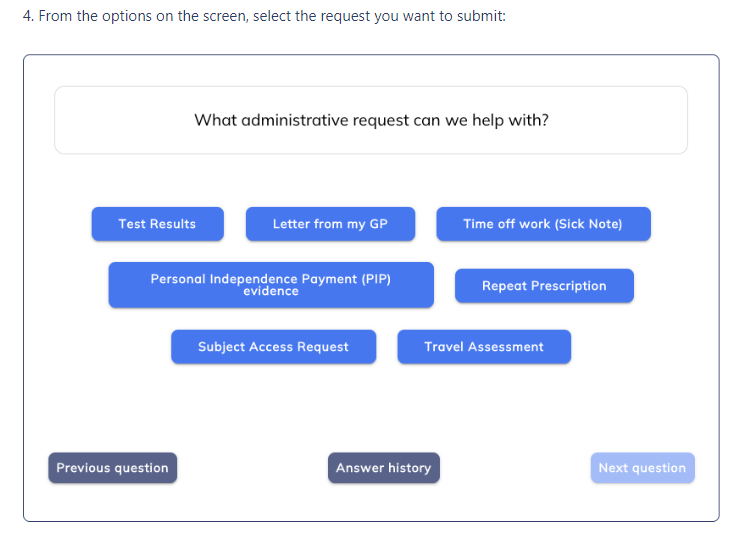 4. From the options on the screen, select the request you want to submit:
What administrative request can we help with?
Test Results
Letter from my GP
Time off work (Sick Note)
Personal Independence Payment (PIP)
evidence
Repeat Prescription
Subject Access Request
Travel Assessment
Previous question
Answer history
Next question